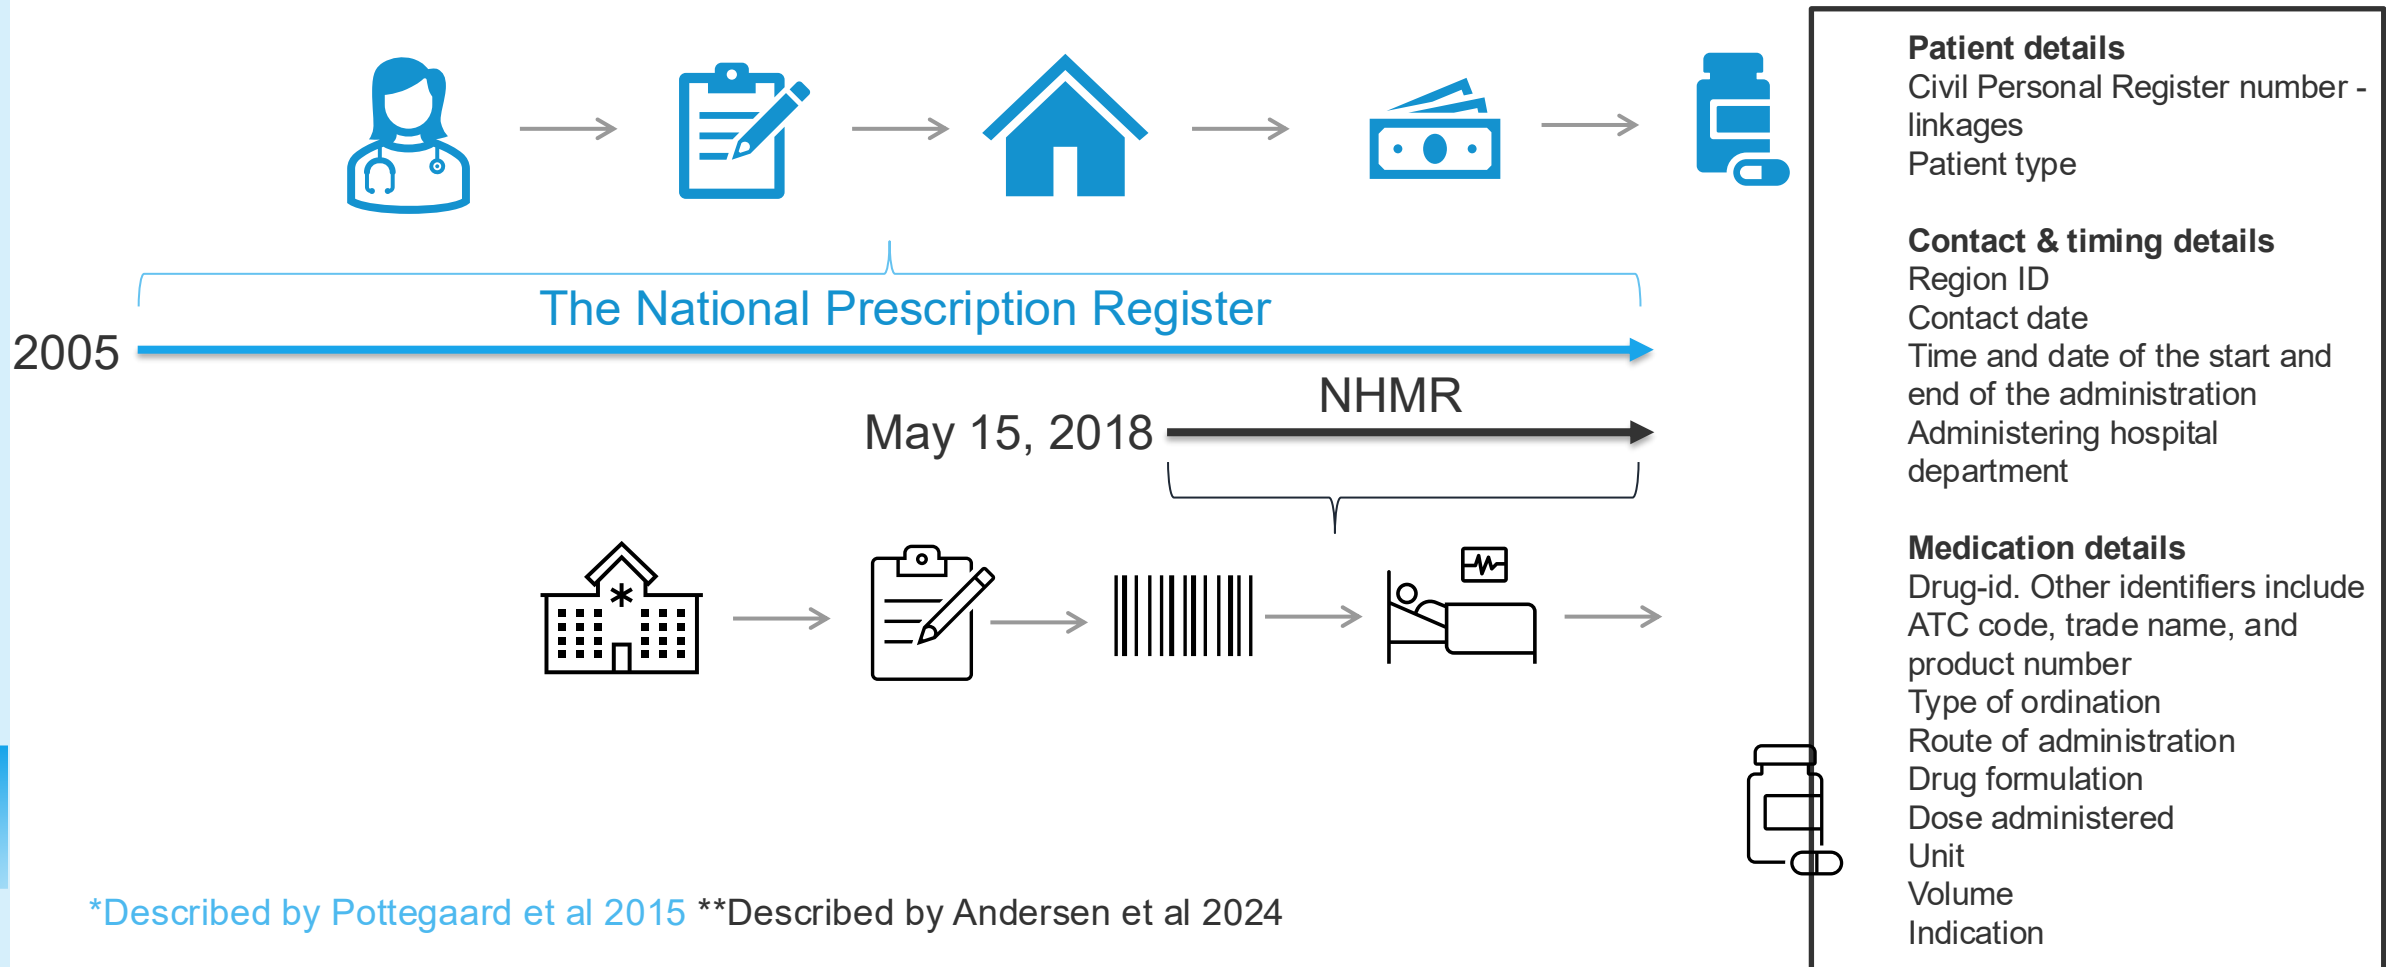 The National Prescription Register
2005
NHMR
May 15, 2018
*Described by Pottegaard et al 2015 **Described by Andersen et al 2024
Patient details
Civil Personal Register number -
linkages
Patient type
Contact & timing details
Region ID
Contact date
Time and date of the start and
end of the administration
Administering hospital
department
Medication details
Drug-id. Other identifiers include
ATC code, trade name, and
product number
Type of ordination
Route of administration
Drug formulation
Dose administered
Unit
Volume
Indication